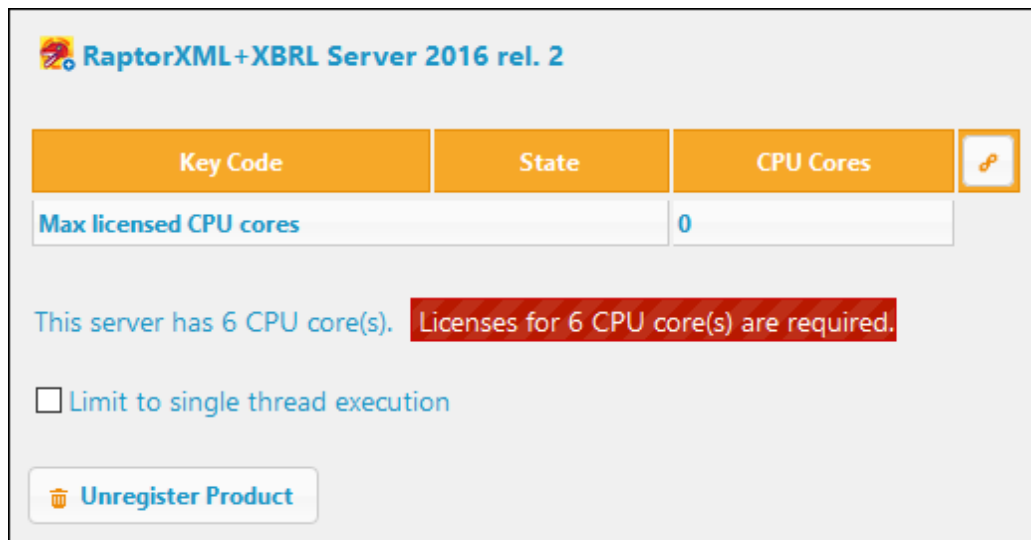 RaptorXML+XBRL Server 2016 rel. 2
Key Code State CPU Cores
Max licensed CPU cores 0
This server has 6 CPU core(s). Licenses for 6 CPU core(s) are required.
Limit to single thread execution
Unregister Product